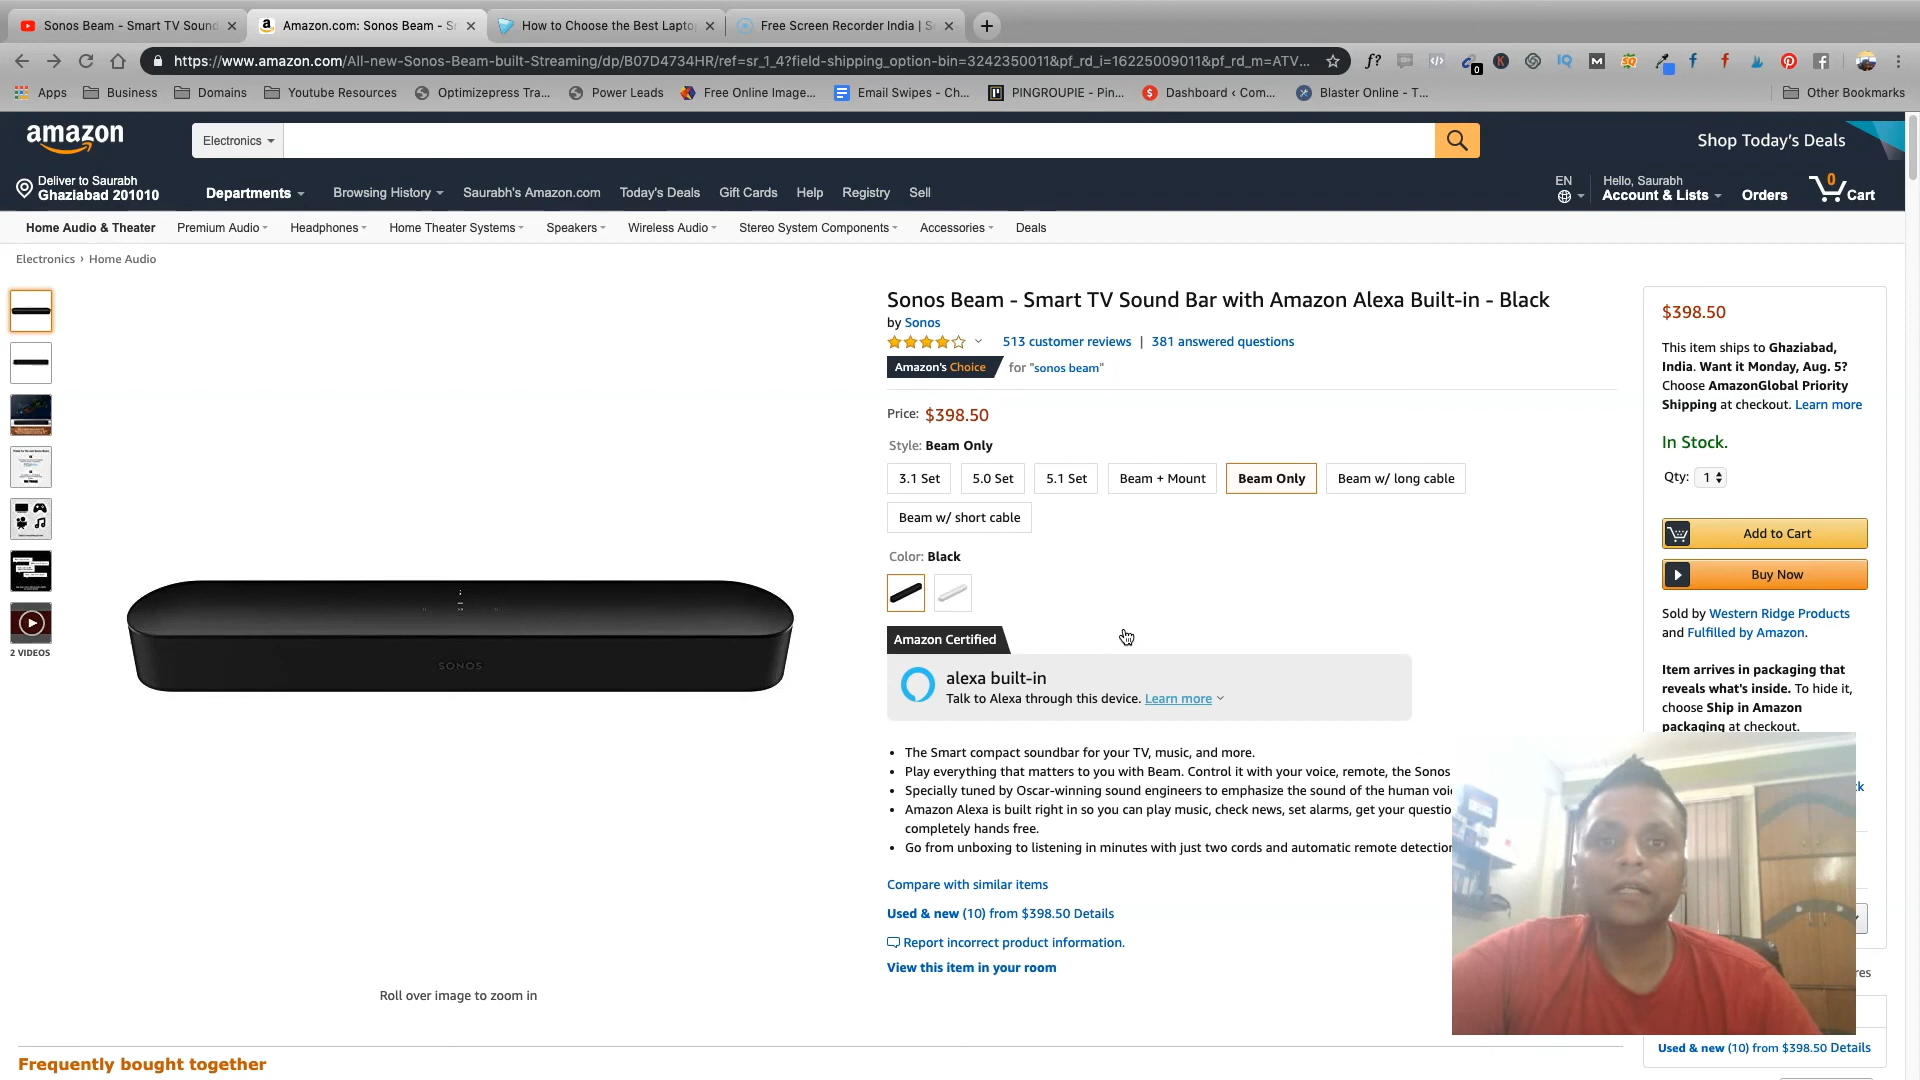 Sonos Beam - Smart TV Sound
Amazon.com: Sonos Beam - S
How to Choose the Best Lapto
Free Screen Recorder India | S
https://www.amazon.com/All-new-Sonos-Beam-built-Streaming/dp/B07D4734HR/ref=sr_1_4?field-shipping_option-bin=3242350011&pf_rd_i=16225009011&pf_rd_m=ATV...
f?
0
Apps
Business
Domains
Youtube Resources
Optimizepress Tra...
Power Leads
Free Online Image...
Email Swipes - Ch...
PINGROUPIE - Pin...
Dashboard ‹ Com...
Blaster Online - T...
Other Bookmarks
amazon
Electronics
Shop Today's Deals
Deliver to Saurabh
Ghaziabad 201010
Departments
Browsing History
Saurabh's Amazon.com
Today's Deals
Gift Cards
Help
Registry
Sell
EN
Hello, Saurabh
Account & Lists
Orders
0
Cart
Home Audio & Theater
Premium Audio
Headphones
Home Theater Systems
Speakers
Wireless Audio
Stereo System Components
Accessories
Deals
Electronics › Home Audio
2 VIDEOS
SONOS
Roll over image to zoom in
Sonos Beam - Smart TV Sound Bar with Amazon Alexa Built-in - Black
by Sonos
513 customer reviews | 381 answered questions
Amazon's Choice for "sonos beam"
Price: $398.50
Style: Beam Only
3.1 Set
5.0 Set
5.1 Set
Beam + Mount
Beam Only
Beam w/ long cable
Beam w/ short cable
Color: Black
Amazon Certified
alexa built-in
Talk to Alexa through this device. Learn more
• The Smart compact soundbar for your TV, music, and more.
• Play everything that matters to you with Beam. Control it with your voice, remote, the Sonos
• Specially tuned by Oscar-winning sound engineers to emphasize the sound of the human voi
• Amazon Alexa is built right in so you can play music, check news, set alarms, get your questio
completely hands free.
• Go from unboxing to listening in minutes with just two cords and automatic remote detection
Compare with similar items
Used & new (10) from $398.50 Details
Report incorrect product information.
View this item in your room
$398.50
This item ships to Ghaziabad,
India. Want it Monday, Aug. 5?
Choose AmazonGlobal Priority
Shipping at checkout. Learn more
In Stock.
Qty: 1
Add to Cart
Buy Now
Sold by Western Ridge Products
and Fulfilled by Amazon.
Item arrives in packaging that
reveals what's inside. To hide it,
choose Ship in Amazon
packaging at checkout.
Used & new (10) from $398.50 Details
Frequently bought together